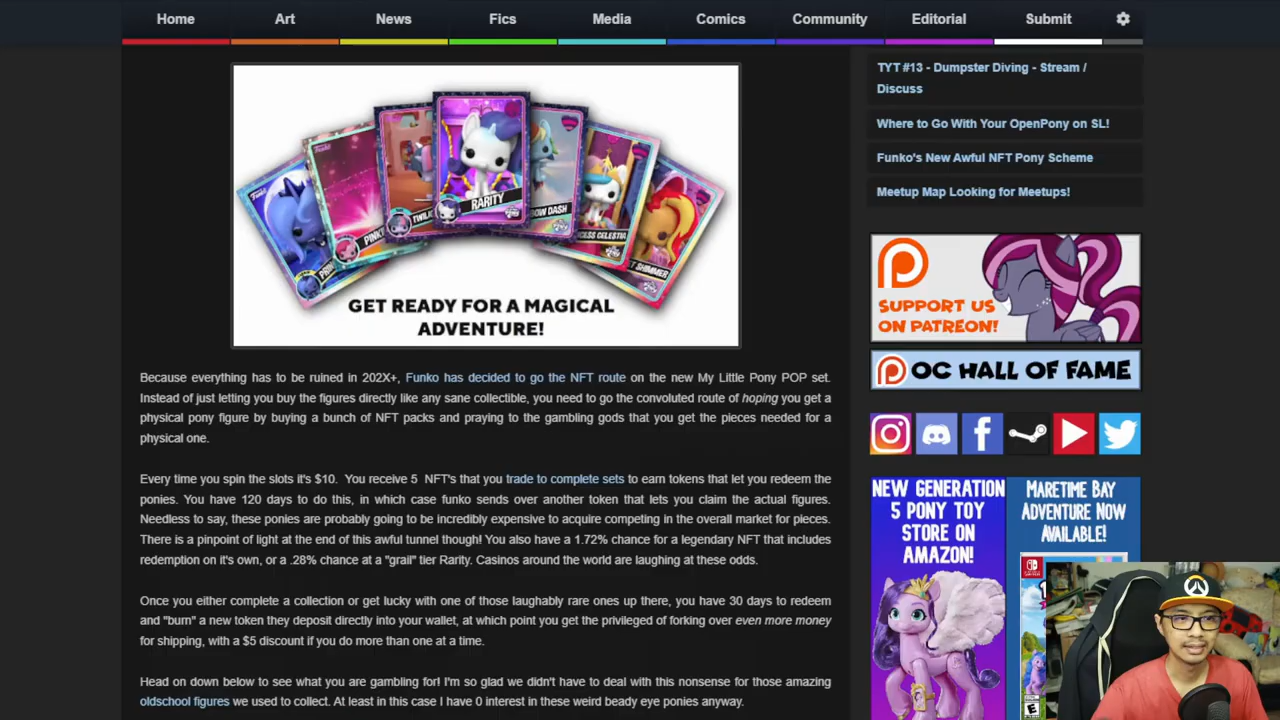 Home Art News Fics Media Comics Community Editorial Submit
TYT #13 - Dumpster Diving - Stream /
Discuss
Where to Go With Your OpenPony on SL!
Funko's New Awful NFT Pony Scheme
Meetup Map Looking for Meetups!
RARITY
GET READY FOR A MAGICAL
ADVENTURE!
SUPPORT US
ON PATREON!
OC HALL OF FAME
Because everything has to be ruined in 202X+, Funko has decided to go the NFT route on the new My Little Pony POP set.
Instead of just letting you buy the figures directly like any sane collectible, you need to go the convoluted route of hoping you get a
physical pony figure by buying a bunch of NFT packs and praying to the gambling gods that you get the pieces needed for a
physical one.
Every time you spin the slots it's $10. You receive 5 NFT's that you trade to complete sets to earn tokens that let you redeem the
ponies. You have 120 days to do this, in which case funko sends over another token that lets you claim the actual figures.
Needless to say, these ponies are probably going to be incredibly expensive to acquire competing in the overall market for pieces.
There is a pinpoint of light at the end of this awful tunnel though! You also have a 1.72% chance for a legendary NFT that includes
redemption on it's own, or a .28% chance at a "grail" tier Rarity. Casinos around the world are laughing at these odds.
Once you either complete a collection or get lucky with one of those laughably rare ones up there, you have 30 days to redeem
and "burn" a new token they deposit directly into your wallet, at which point you get the privileged of forking over even more money
for shipping, with a $5 discount if you do more than one at a time.
Head on down below to see what you are gambling for! I'm so glad we didn't have to deal with this nonsense for those amazing
oldschool figures we used to collect. At least in this case I have 0 interest in these weird beady eye ponies anyway.
NEW GENERATION
5 PONY TOY
STORE ON
AMAZON!
MARETIME BAY
ADVENTURE NOW
AVAILABLE!